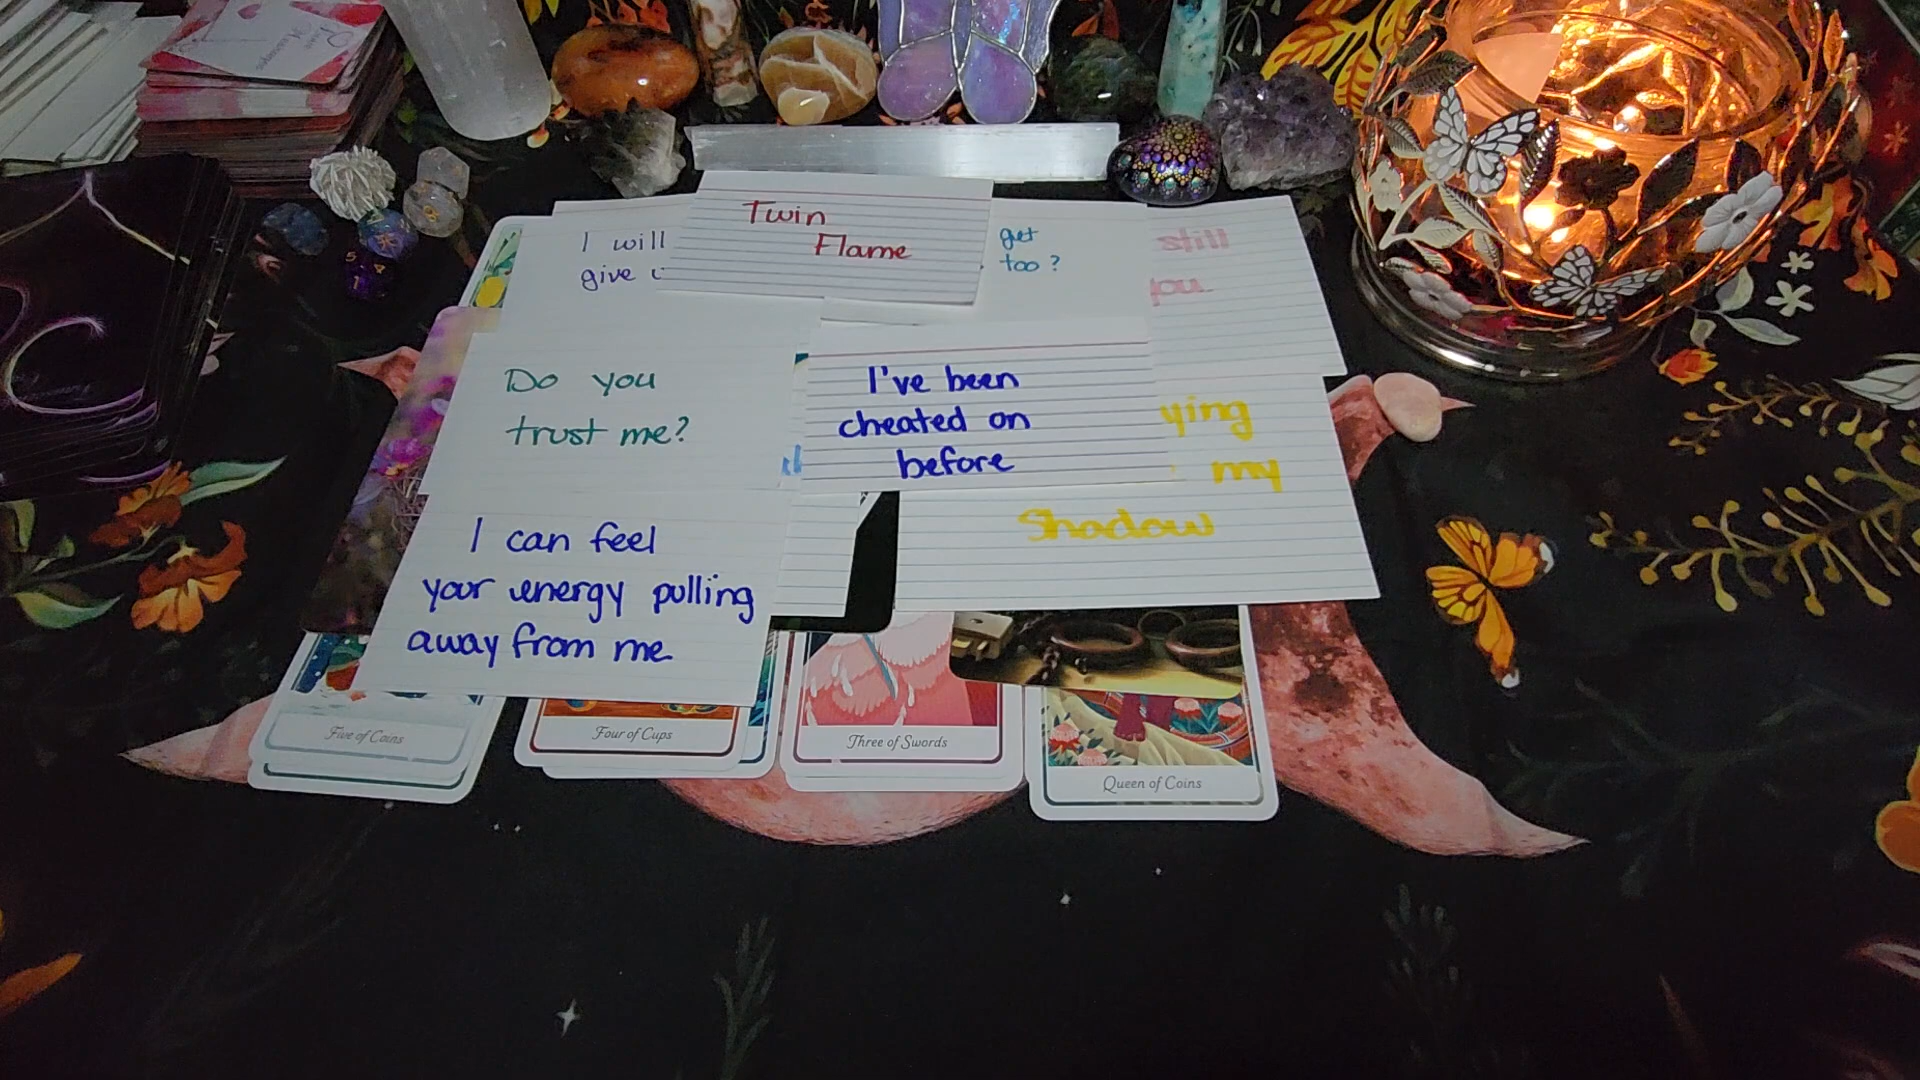 Twin
Flame
I will
give
get
too?
still
you
Do you
trust me?
I've been
cheated on
before
ying
my
Shadow
I can feel
your energy pulling
away from me
Five of Coins
Four of Cups
Three of Swords
Queen of Coins